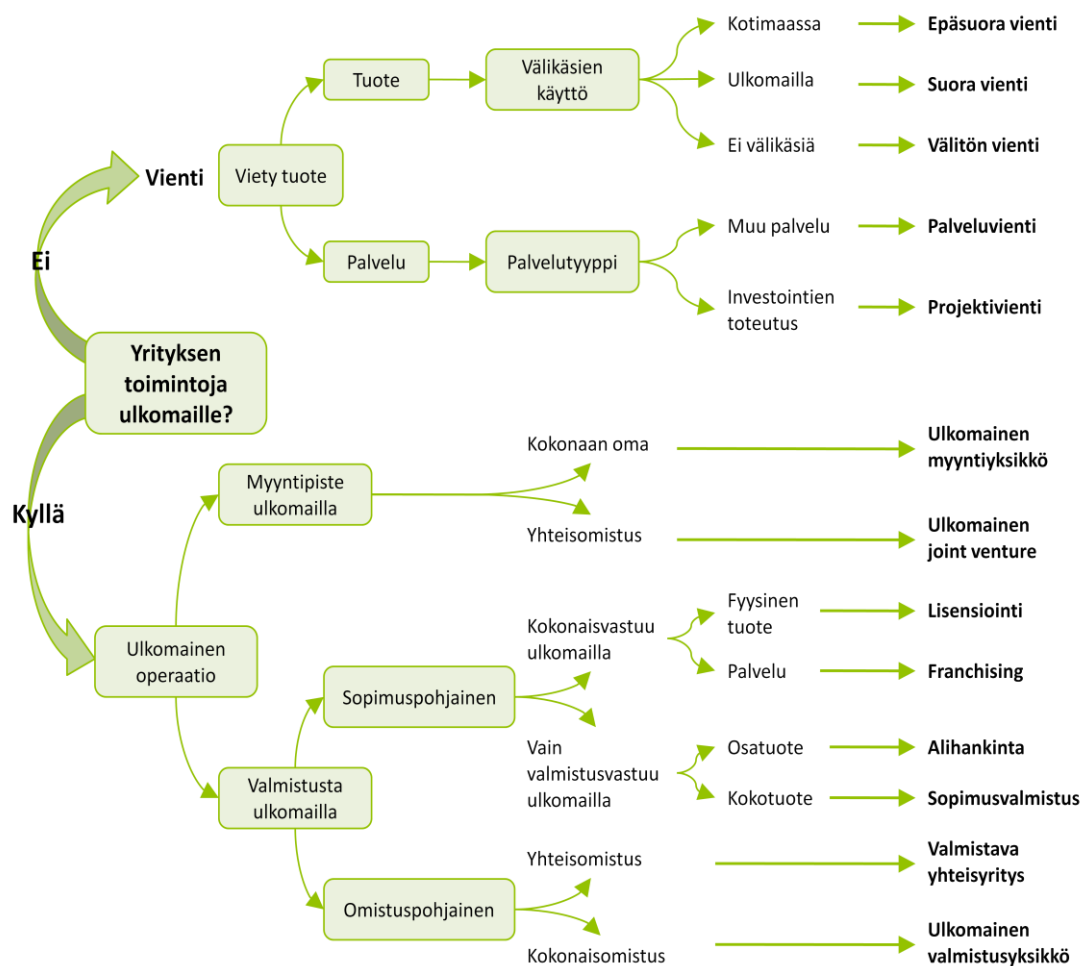 Kotimaassa
Epäsuora vienti
Tuote
Välikäsien
käyttö
Ulkomailla
Suora vienti
Ei välikäsiä
Välitön vienti
Vienti
Viety tuote
Muu palvelu
Palveluvienti
Ei
Palvelu
Palvelutyyppi
Investointien
toteutus
Projektivienti
Yrityksen
toimintoja
ulkomaille?
Kyllä
Kokonaan oma
Ulkomainen
myyntiyksikkö
Myyntipiste
ulkomailla
Yhteisomistus
Ulkomainen
joint venture
Ulkomainen
operaatio
Kokonaisvastuu
ulkomailla
Fyysinen
tuote
Lisensiointi
Palvelu
Franchising
Sopimuspohjainen
Vain
valmistusvastuu
ulkomailla
Osatuote
Alihankinta
Kokotuote
Sopimusvalmistus
Valmistusta
ulkomailla
Yhteisomistus
Valmistava
yhteisyritys
Omistuspohjainen
Kokonaisomistus
Ulkomainen
valmistusyksikkö